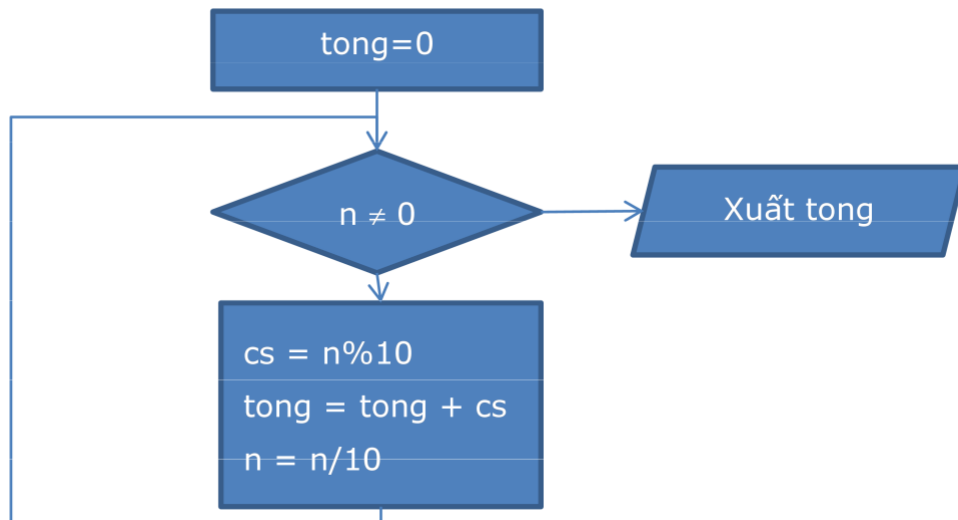 tong=0
n ≠ 0
Xuất tong
cs = n%10
tong = tong + cs
n = n/10